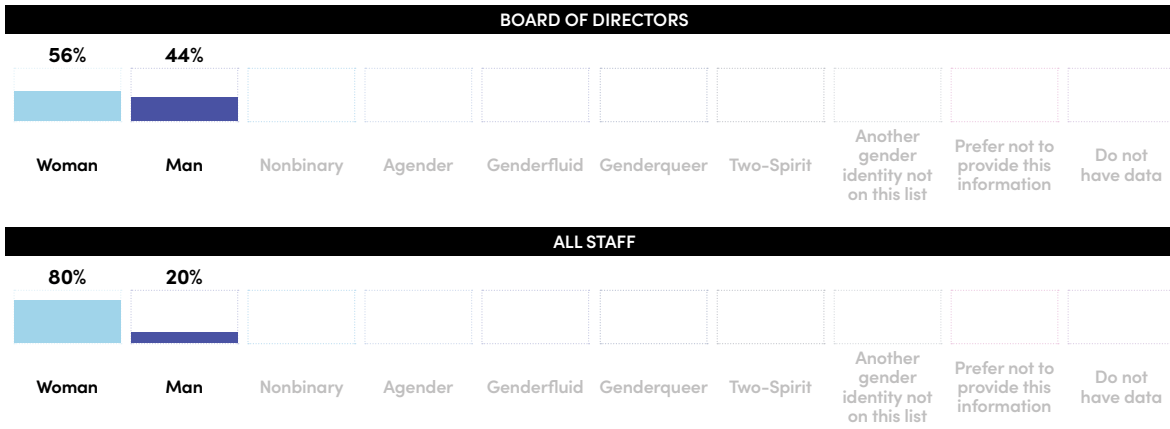 BOARD OF DIRECTORS
56% 44%
Woman Man Nonbinary Agender Genderfluid Genderqueer Two-Spirit Another gender identity not on this list Prefer not to provide this information Do not have data
ALL STAFF
80% 20%
Woman Man Nonbinary Agender Genderfluid Genderqueer Two-Spirit Another gender identity not on this list Prefer not to provide this information Do not have data